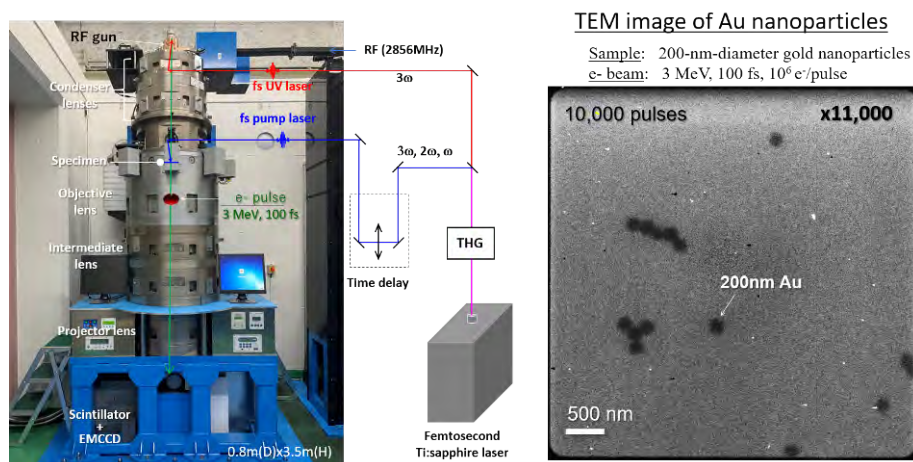 RF gun
Condenser
lenses
Specimen
Objective
lens
Intermediate
lens
Projector lens
Scintillator
+
EMCCD
0.8m(D)x3.5m(H)
RF (2856MHz)
fs UV laser
3ω
fs pump laser
3ω, 2ω, ω
e- pulse
3 MeV, 100 fs
Time delay
THG
Femtosecond
Ti:sapphire laser
TEM image of Au nanoparticles
Sample: 200-nm-diameter gold nanoparticles
e- beam: 3 MeV, 100 fs, 10⁶ e⁻/pulse
10,000 pulses
x11,000
200nm Au
500 nm